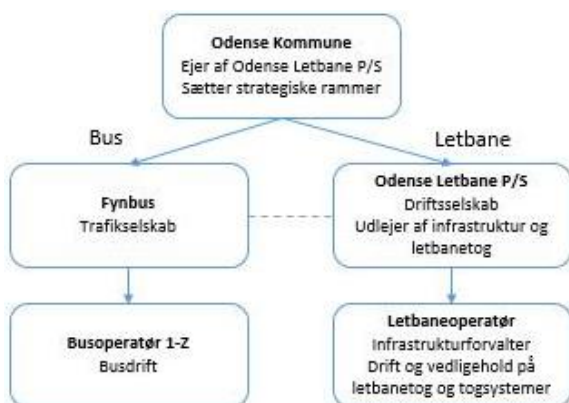 Odense Kommune
Ejer af Odense Letbane P/S
Sætter strategiske rammer
Bus
Letbane
Fynbus
Trafikselskab
Odense Letbane P/S
Driftsselskab
Udlejer af infrastruktur og
letbanetog
Busoperatør 1-Z
Busdrift
Letbaneoperatør
Infrastrukturforvalter
Drift og vedligehold på
letbanetog og togsystemer